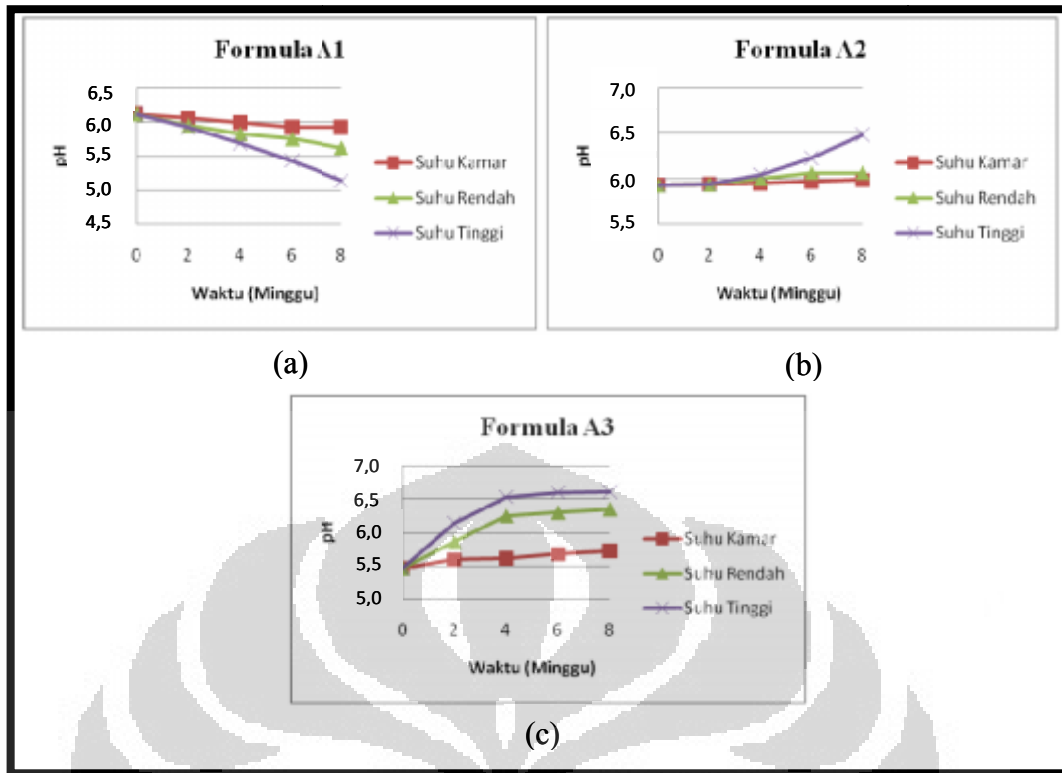 Formula A1
6,5
6,0
5,5
5,0
4,5
pH
0 2 4 6 8
Waktu (Minggu)
Suhu Kamar
Suhu Rendah
Suhu Tinggi
(a)
Formula A2
7,0
6,5
6,0
5,5
pH
0 2 4 6 8
Waktu (Minggu)
Suhu Kamar
Suhu Rendah
Suhu Tinggi
(b)
Formula A3
7,0
6,5
6,0
5,5
5,0
pH
0 2 4 6 8
Waktu (Minggu)
Suhu Kamar
Suhu Rendah
Suhu Tinggi
(c)